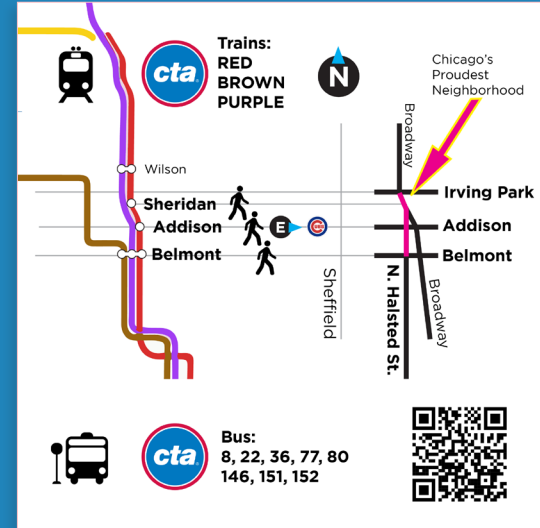 Trains:
RED
BROWN
PURPLE
cta
N
Chicago's
Proudest
Neighborhood
Broadway
Wilson
Sheridan
Irving Park
Addison
E
CUBS
Addison
Belmont
Belmont
Sheffield
N. Halsted St.
Broadway
cta
Bus:
8, 22, 36, 77, 80
146, 151, 152